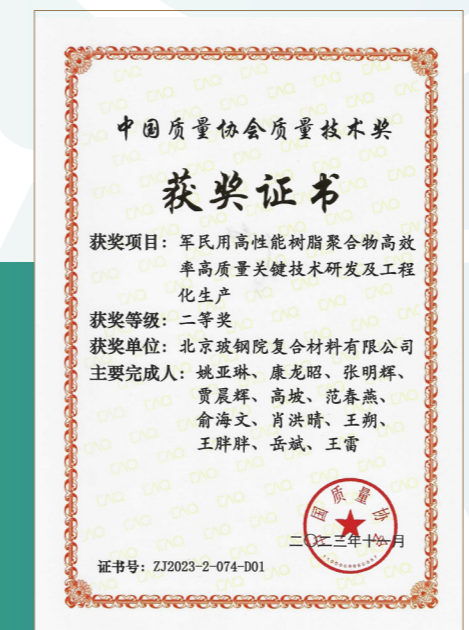 中国质量协会质量技术奖
获奖证书
获奖项目：军民用高性能树脂聚合物高效
率高质量关键技术研发及工程
化生产
获奖等级：二等奖
获奖单位：北京玻钢院复合材料有限公司
主要完成人：姚亚琳、康龙昭、张明辉、
贾晨辉、高坡、范春燕、
俞海文、肖洪晴、王朔、
王胖胖、岳斌、王雷
中国质量协会
二〇二三年十一月
证书号：ZJ2023-2-074-D01